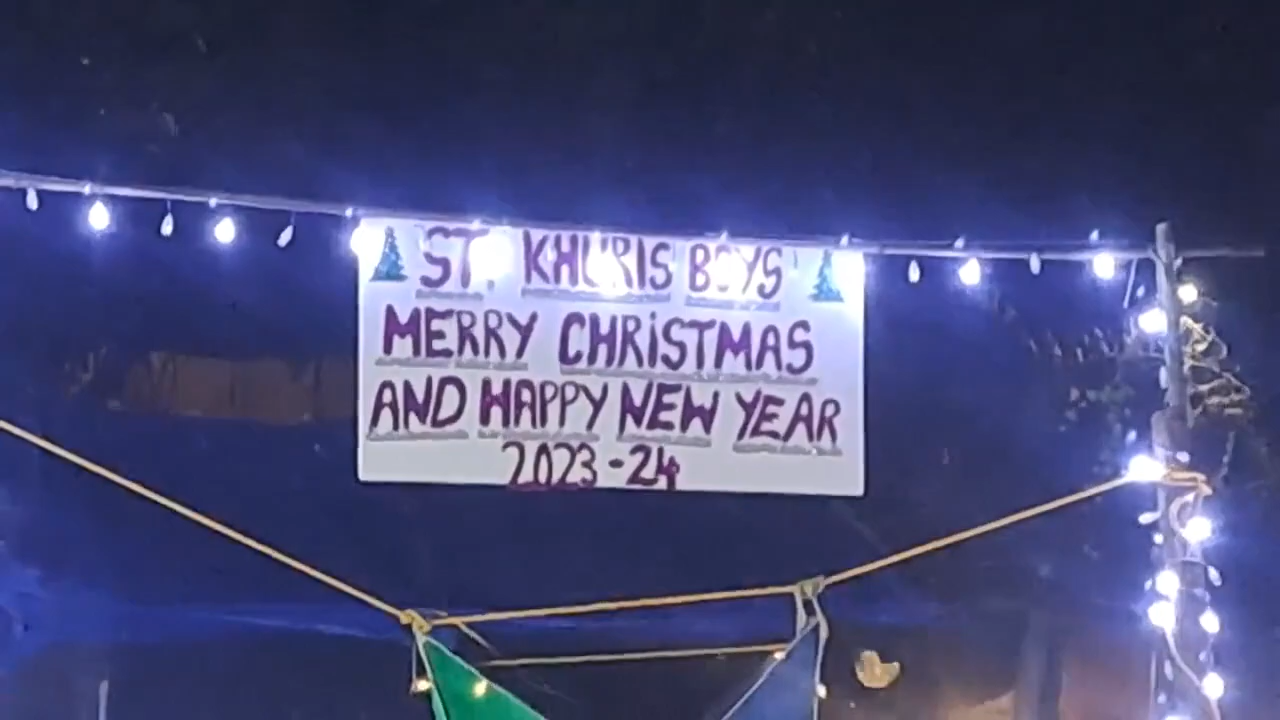 ST. KHURIS BOYS
MERRY CHRiSTMAS
AND HAPPY NEW YEAR
2023-24